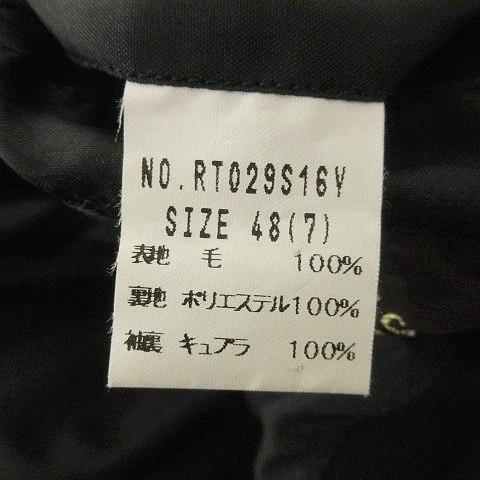 NO.RT029S16Y
SIZE 48(7)
表地 毛 100%
裏地 ポリエステル100%
袖裏 キュプラ 100%